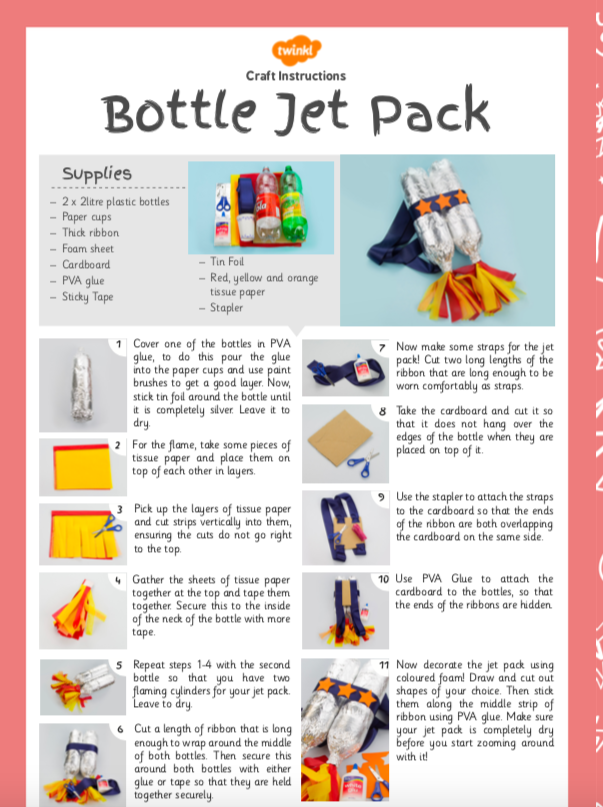 twinkl
Craft Instructions
Bottle Jet Pack
Supplies
– 2 x 2litre plastic bottles
– Paper cups
– Thick ribbon
– Foam sheet
– Cardboard
– PVA glue
– Sticky Tape
– Tin Foil
– Red, yellow and orange
tissue paper
– Stapler
1 Cover one of the bottles in PVA
glue, to do this pour the glue
into the paper cups and use paint
brushes to get a good layer. Now,
stick tin foil around the bottle until
it is completely silver. Leave it to
dry.
2 For the flame, take some pieces of
tissue paper and place them on
top of each other in layers.
3 Pick up the layers of tissue paper
and cut strips vertically into them,
ensuring the cuts do not go right
to the top.
4 Gather the sheets of tissue paper
together at the top and tape them
together. Secure this to the inside
of the neck of the bottle with more
tape.
5 Repeat steps 1-4 with the second
bottle so that you have two
flaming cylinders for your jet pack.
Leave to dry.
6 Cut a length of ribbon that is long
enough to wrap around the middle
of both bottles. Then secure this
around both bottles with either
glue or tape so that they are held
together securely.
7 Now make some straps for the jet
pack! Cut two long lengths of the
ribbon that are long enough to be
worn comfortably as straps.
8 Take the cardboard and cut it so
that it does not hang over the
edges of the bottle when they are
placed on top of it.
9 Use the stapler to attach the straps
to the cardboard so that the ends
of the ribbon are both overlapping
the cardboard on the same side.
10 Use PVA Glue to attach the
cardboard to the bottles, so that
the ends of the ribbons are hidden.
11 Now decorate the jet pack using
coloured foam! Draw and cut out
shapes of your choice. Then stick
them along the middle strip of
ribbon using PVA glue. Make sure
your jet pack is completely dry
before you start zooming around
with it!